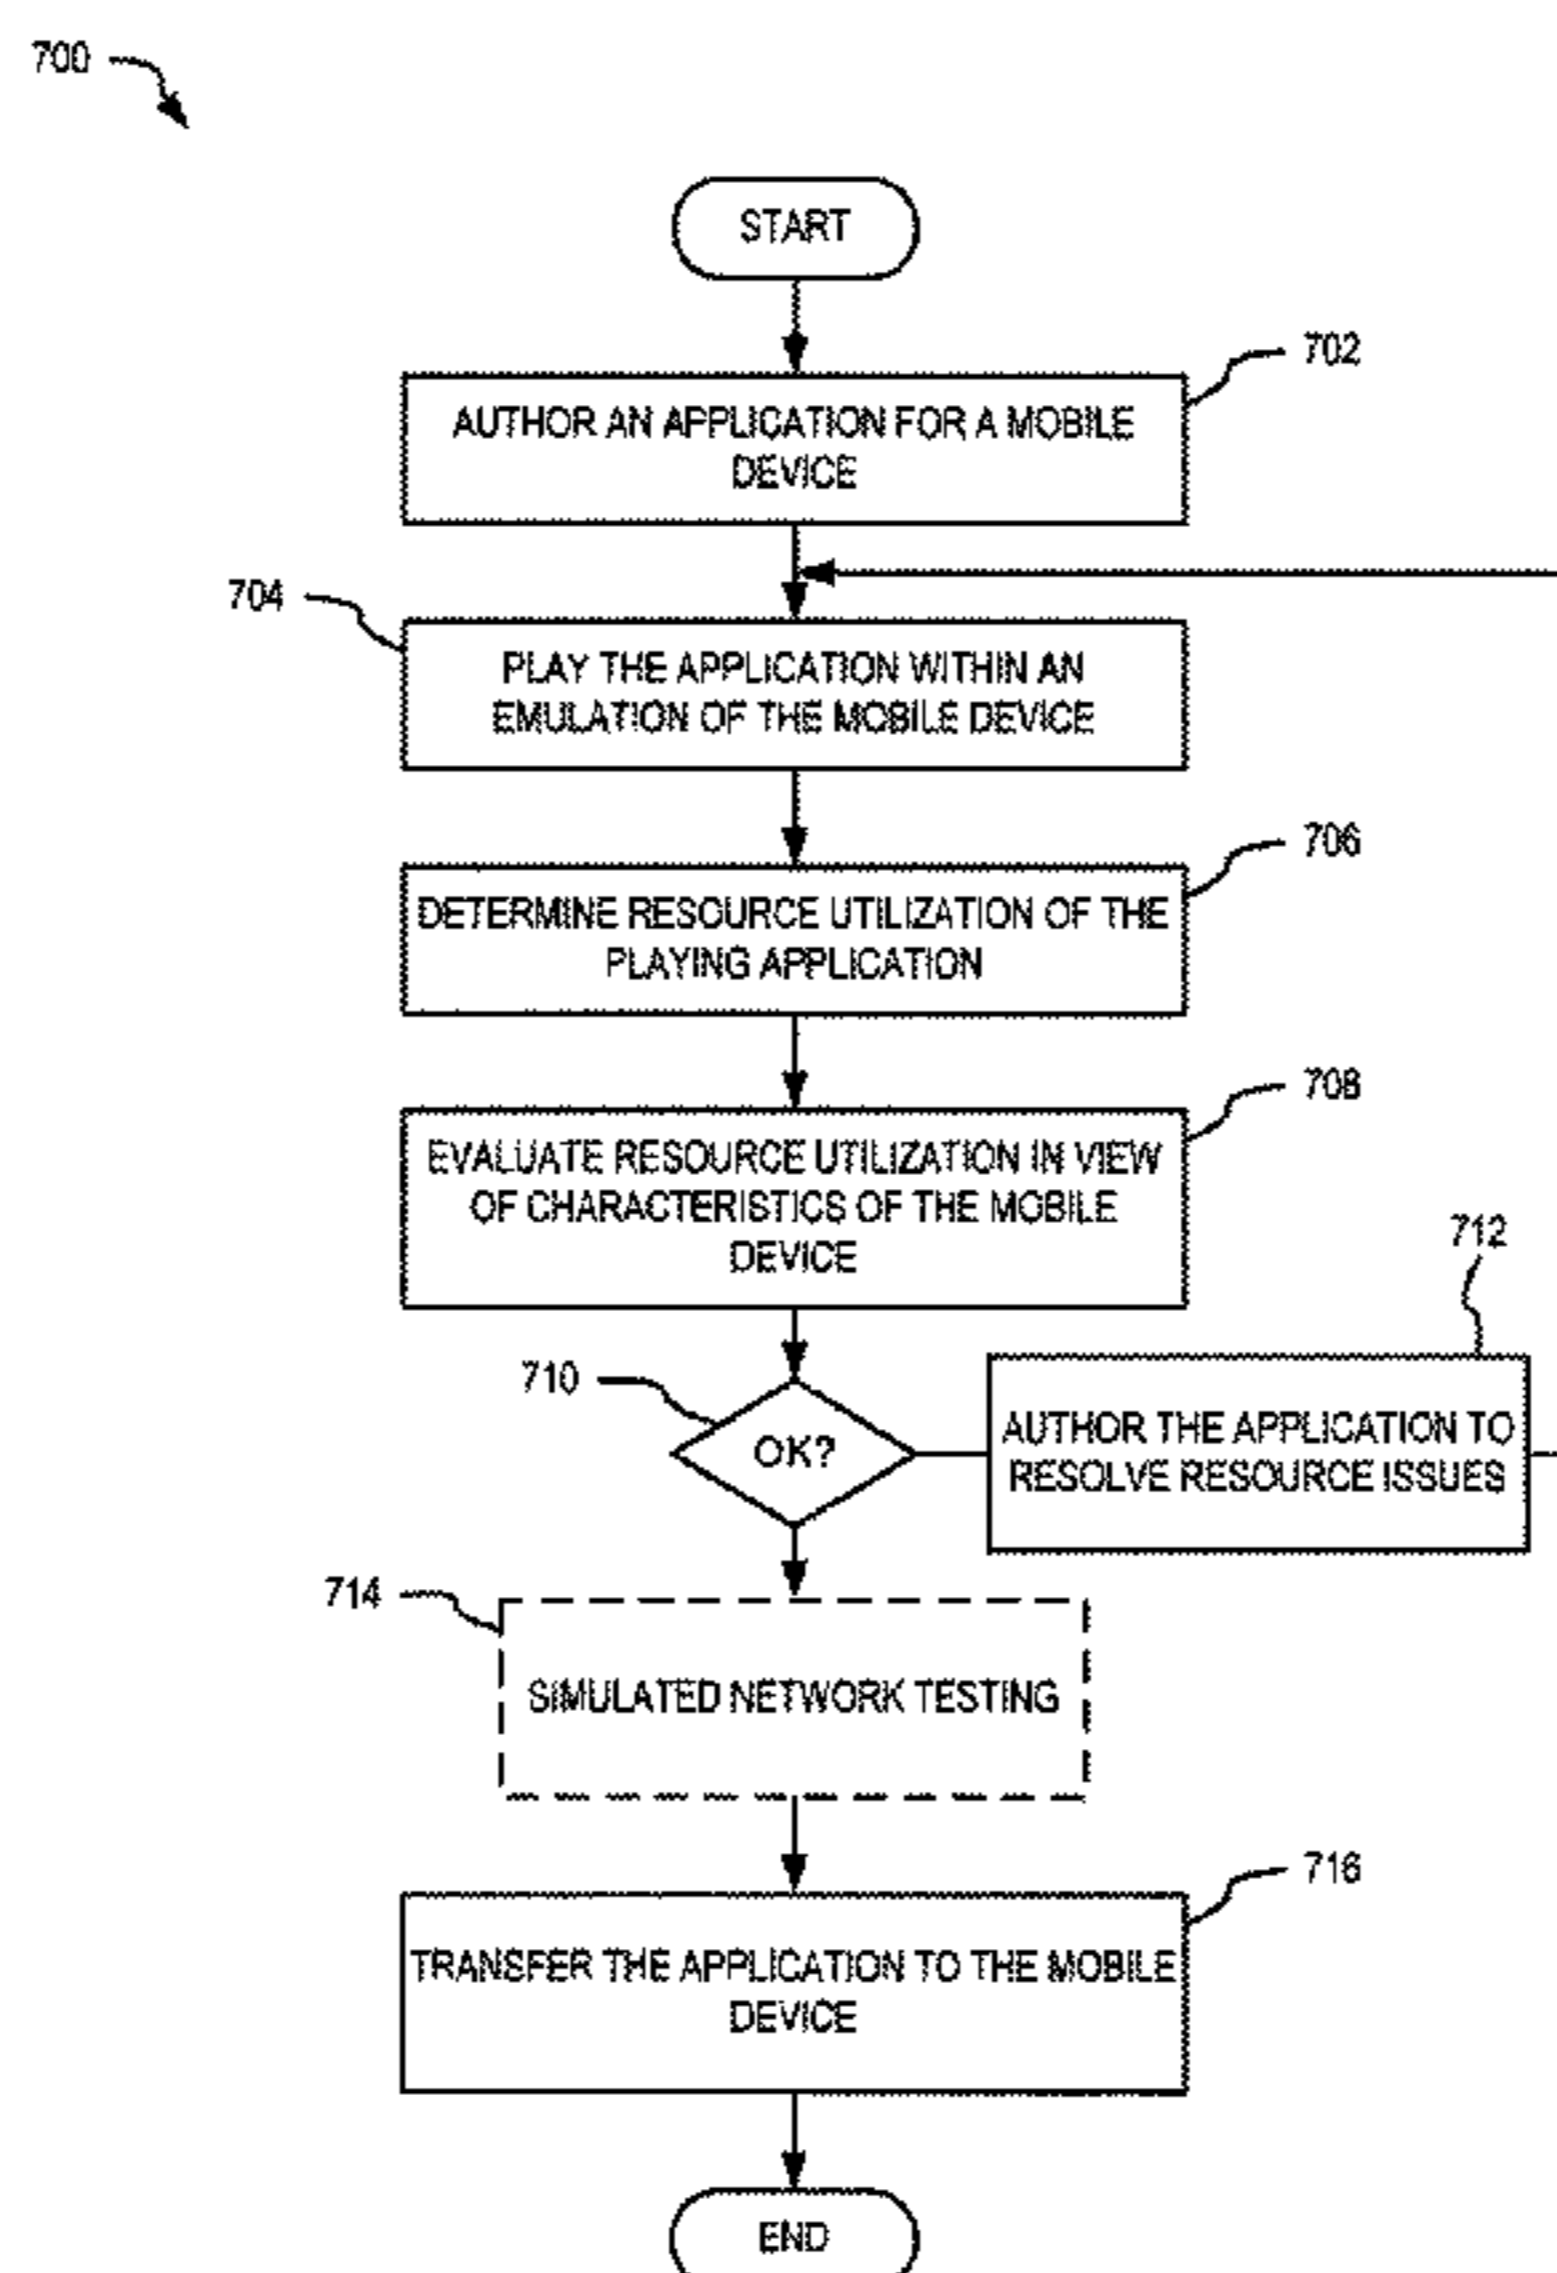 700
START
702
AUTHOR AN APPLICATION FOR A MOBILE
DEVICE
704
PLAY THE APPLICATION WITHIN AN
EMULATION OF THE MOBILE DEVICE
706
DETERMINE RESOURCE UTILIZATION OF THE
PLAYING APPLICATION
708
EVALUATE RESOURCE UTILIZATION IN VIEW
OF CHARACTERISTICS OF THE MOBILE
DEVICE
710
OK?
712
AUTHOR THE APPLICATION TO
RESOLVE RESOURCE ISSUES
714
SIMULATED NETWORK TESTING
716
TRANSFER THE APPLICATION TO THE MOBILE
DEVICE
END